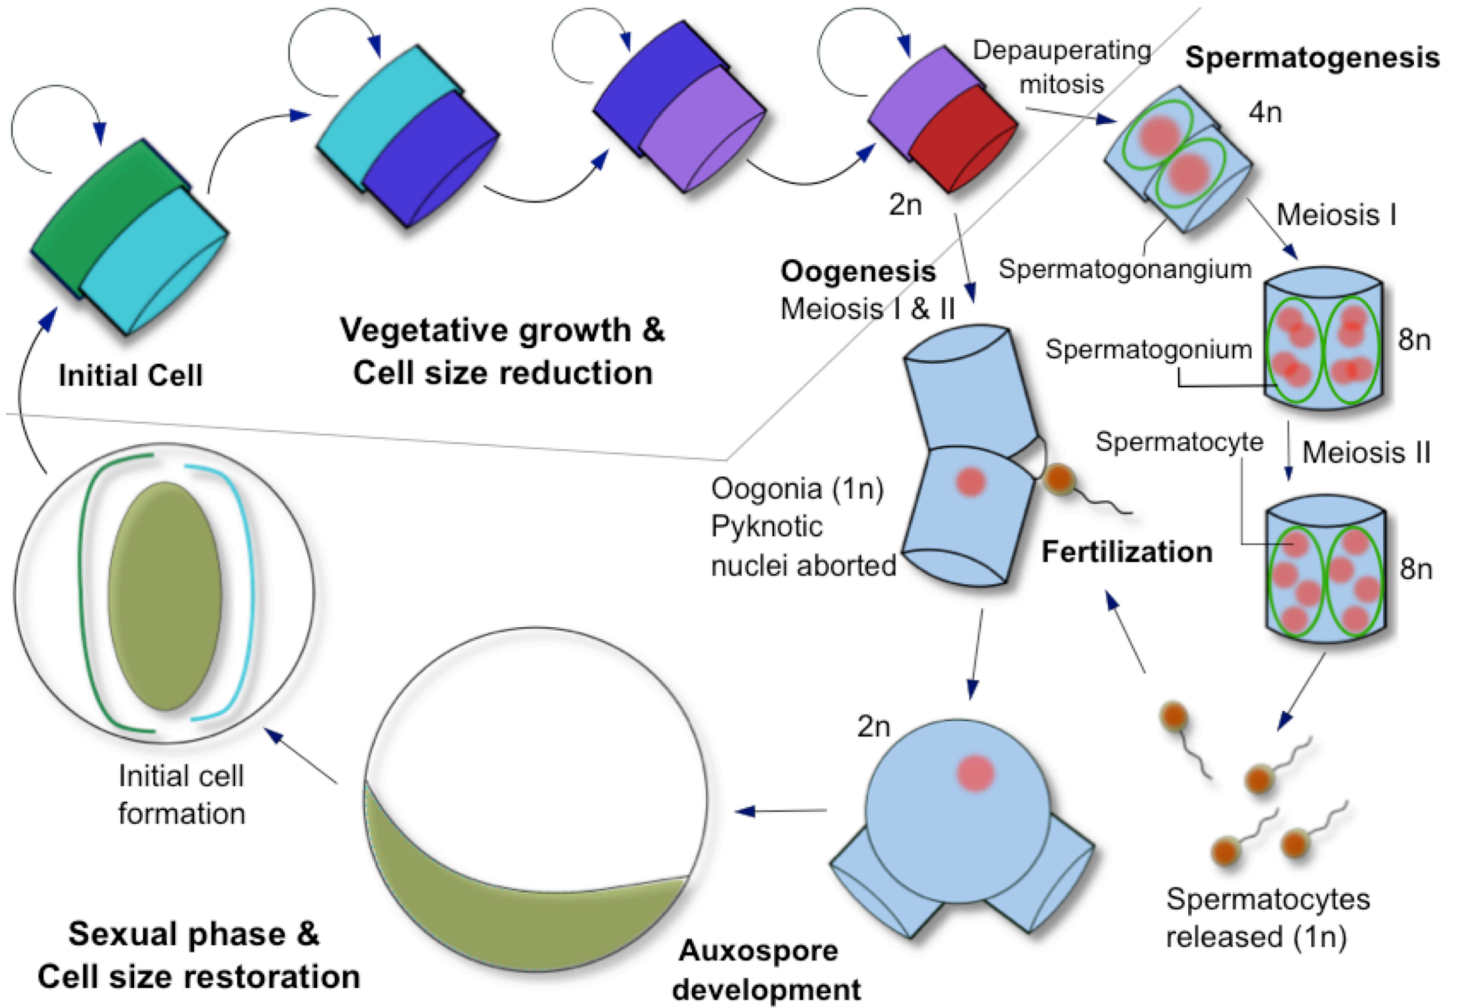 Depauperating
mitosis
Spermatogenesis
4n
2n
Meiosis I
Spermatogonangium
Oogenesis
Meiosis I & II
Vegetative growth &
Cell size reduction
Initial Cell
Spermatogonium
8n
Spermatocyte
Meiosis II
Oogonia (1n)
Pyknotic
nuclei aborted
Fertilization
8n
2n
Initial cell
formation
Spermatocytes
released (1n)
Sexual phase &
Cell size restoration
Auxospore
development